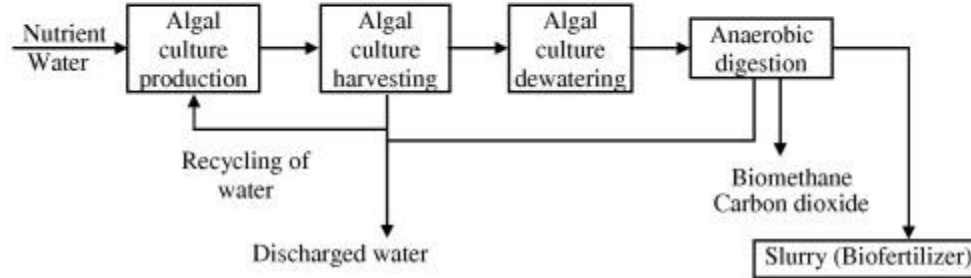 Nutrient
Water
Algal
culture
production
Algal
culture
harvesting
Algal
culture
dewatering
Anaerobic
digestion
Recycling of
water
Biomethane
Carbon dioxide
Discharged water
Slurry (Biofertilizer)